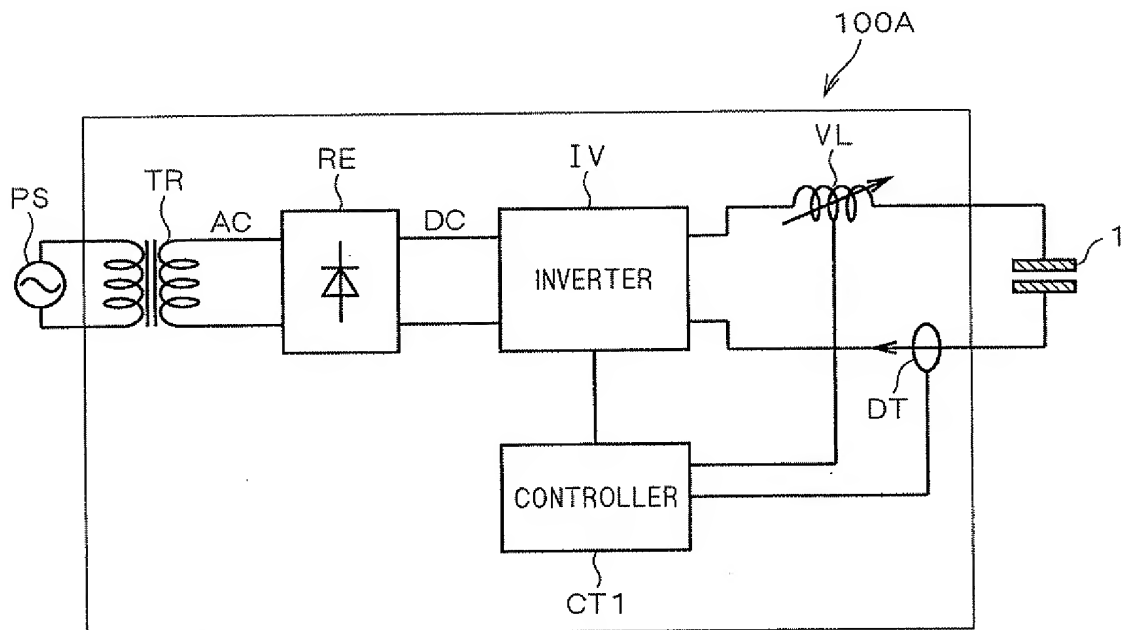 100A
VL
IV
RE
TR
PS
AC
DC
1
INVERTER
DT
CONTROLLER
CT1